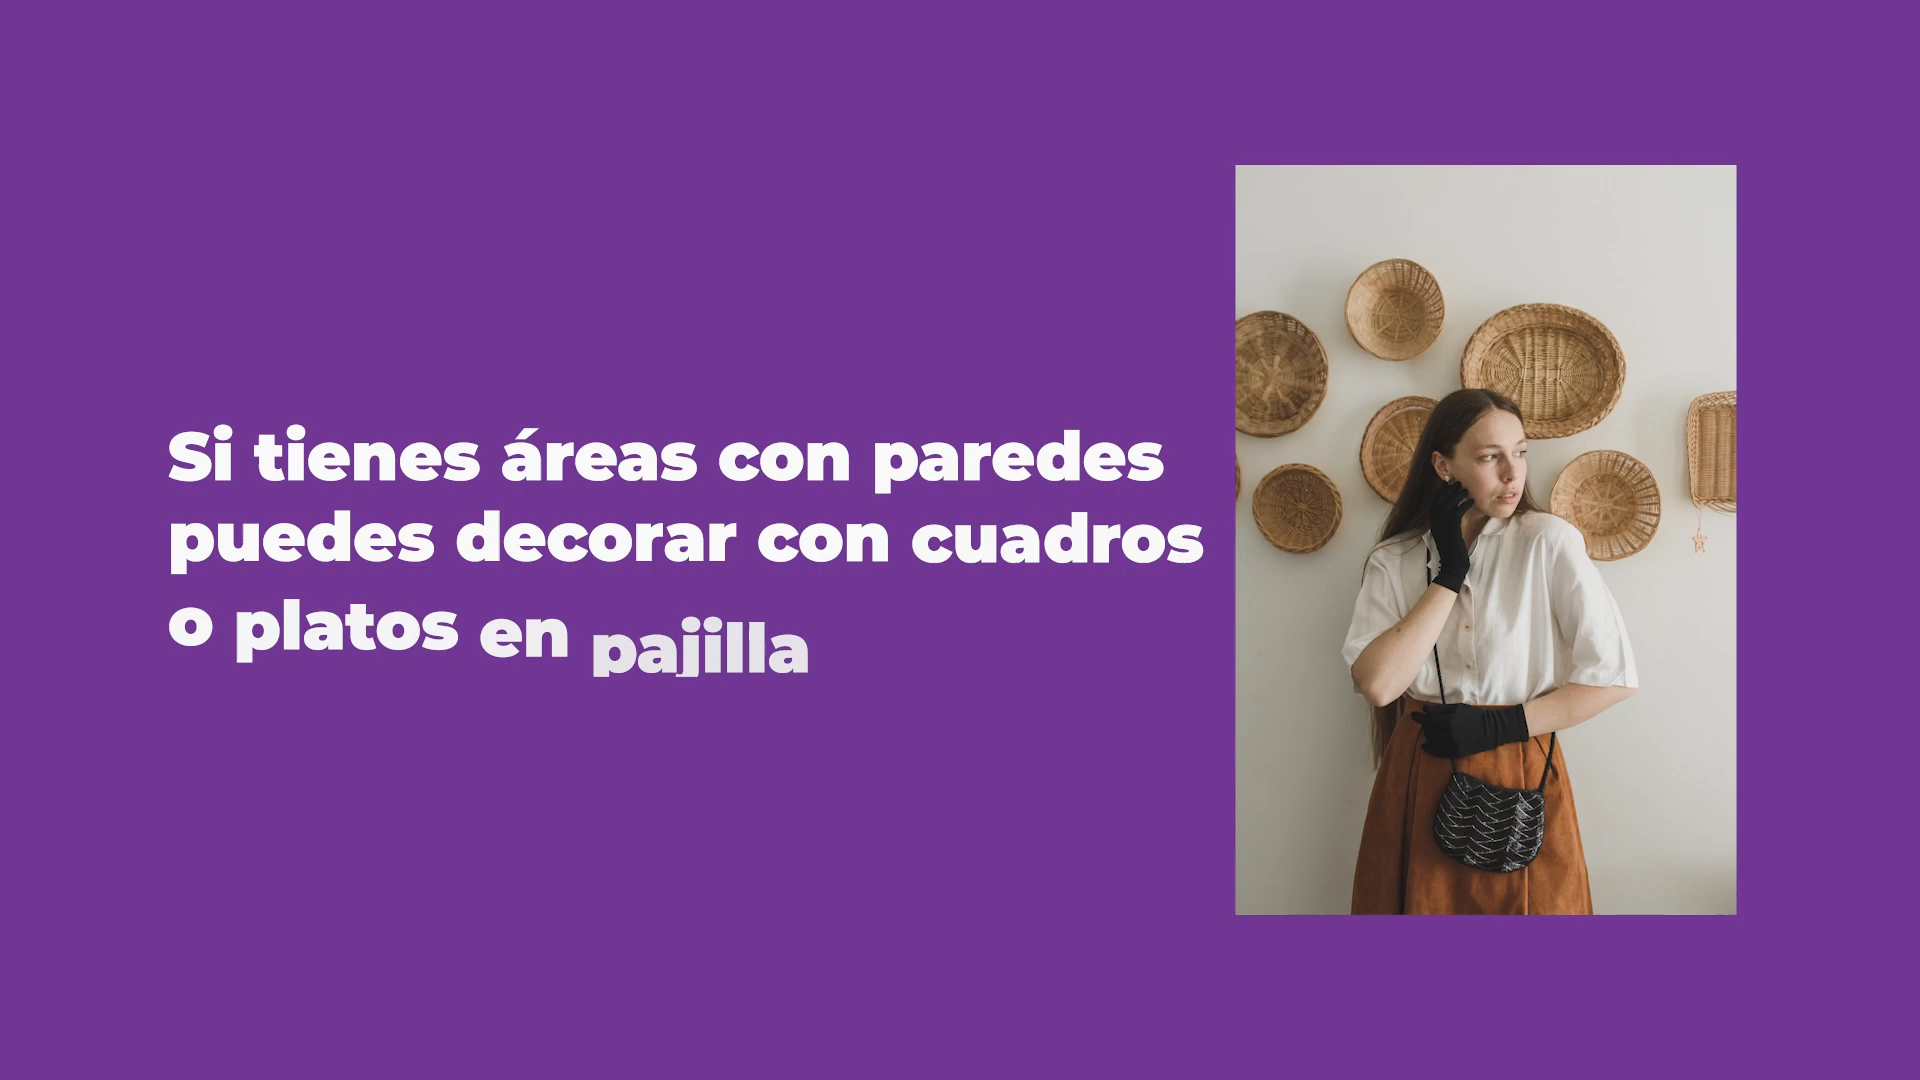 Si tienes áreas con paredes
puedes decorar con cuadros
o platos en pajilla